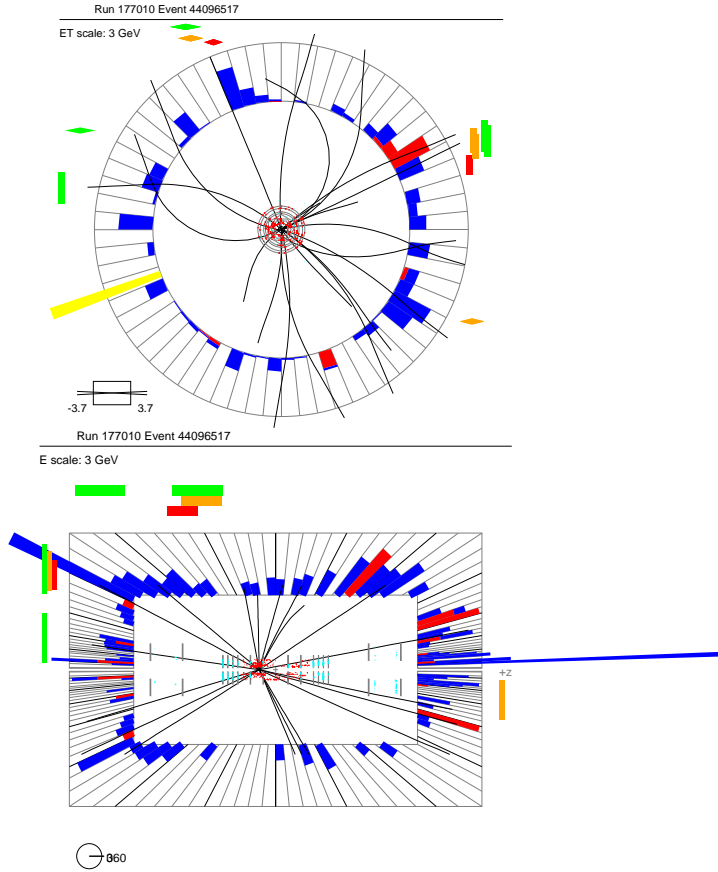 Run 177010 Event 44096517
ET scale: 3 GeV
-3.7 3.7
Run 177010 Event 44096517
E scale: 3 GeV
+z